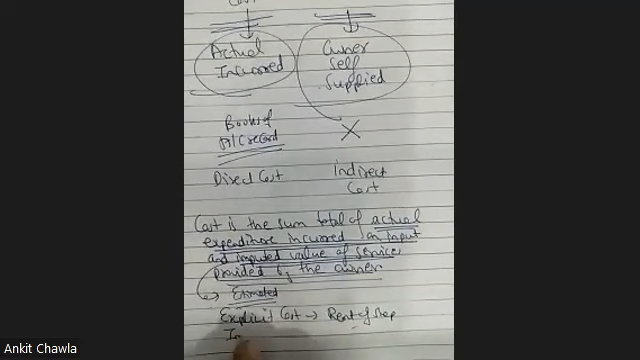 Cost
Actual Owner
Incurred Self
Supplied
Books of
A/C record X
Direct Cost Indirect
Cost
Cost is the sum total of actual
expenditure incurred on Input
and imputed value of services
provided by the owner
Estimated
Explicit Cost → Rent of shop
Im
Ankit Chawla